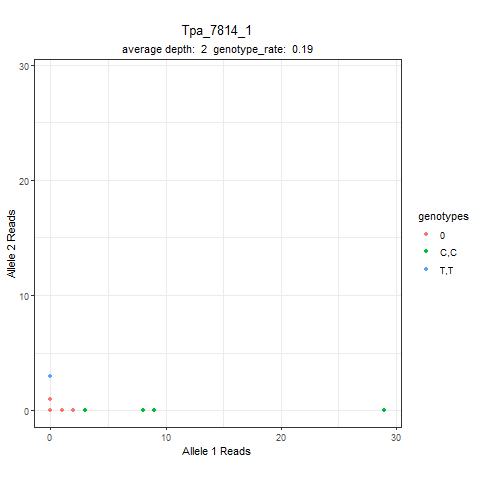 Tpa_7814_1
average depth:  2  genotype_rate:  0.19
30
20
10
0
Allele 2 Reads
0 10 20 30
Allele 1 Reads
genotypes
0
C,C
T,T